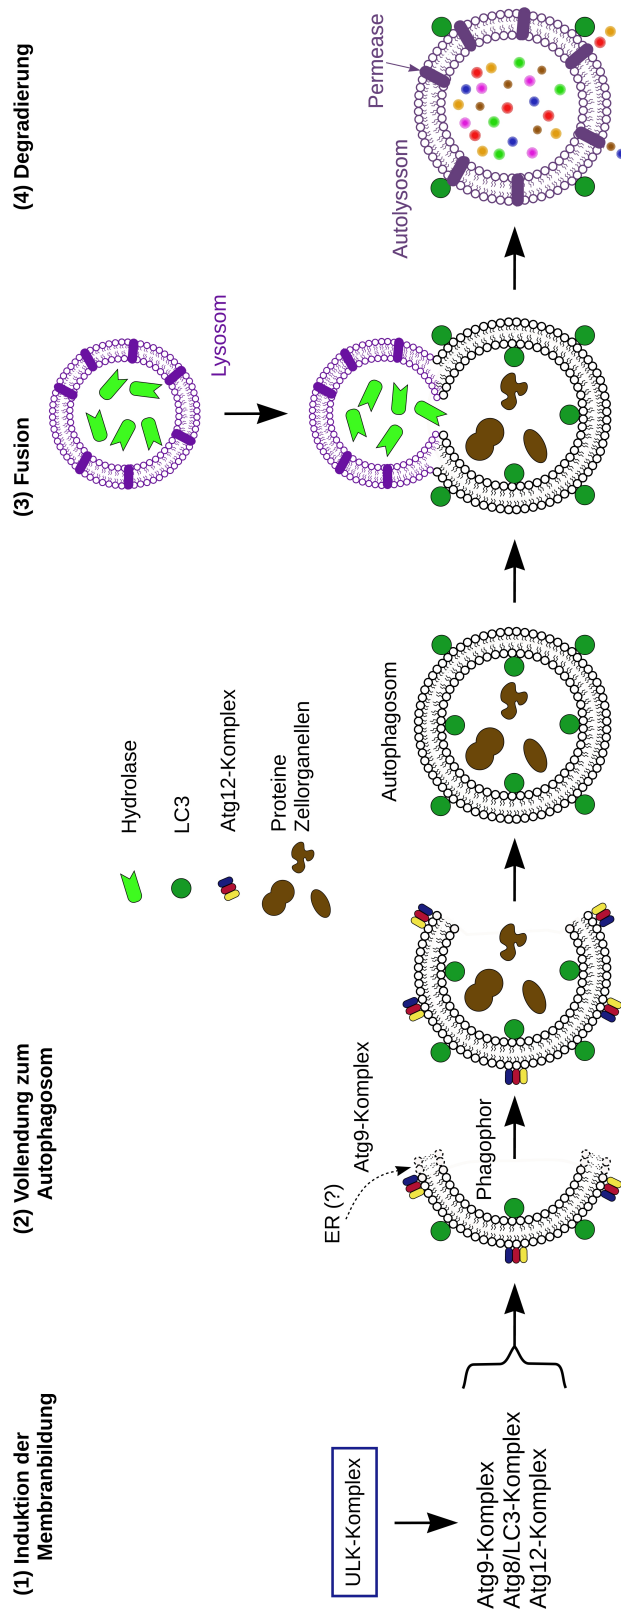 (1) Induktion der
Membranbildung
(2) Vollendung zum
Autophagosom
(3) Fusion
(4) Degradierung
ULK-Komplex
Atg9-Komplex
Atg8/LC3-Komplex
Atg12-Komplex
ER (?)
Atg9-Komplex
Phagophor
Hydrolase
LC3
Atg12-Komplex
Proteine
Zellorganellen
Autophagosom
Lysosom
Autolysosom
Permease